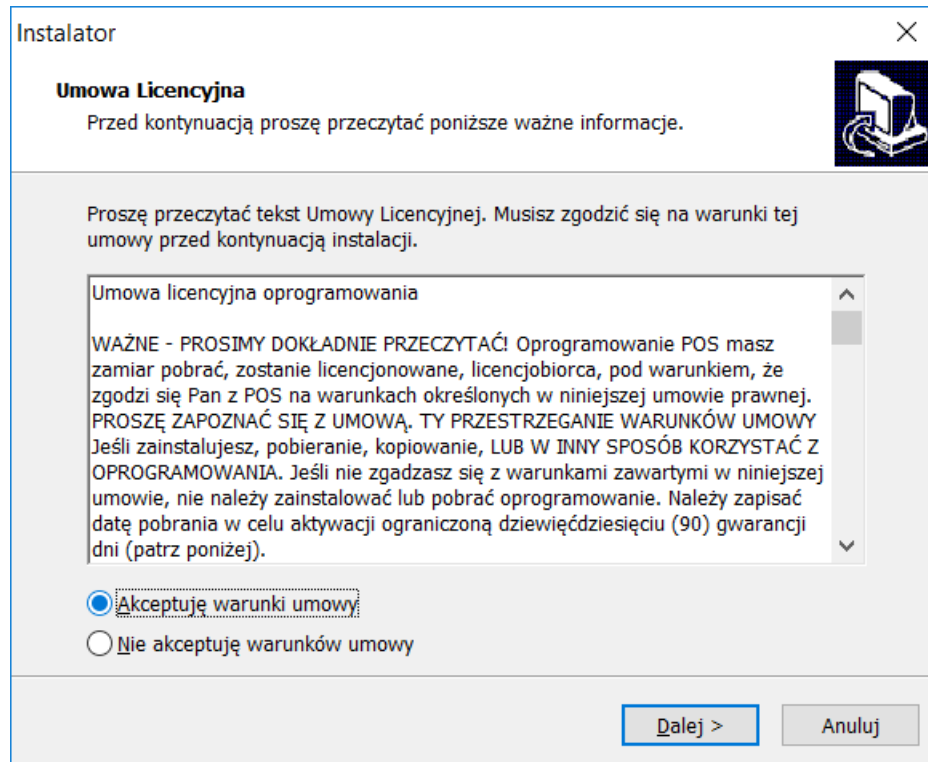 Instalator
Umowa Licencyjna
Przed kontynuacją proszę przeczytać poniższe ważne informacje.
Proszę przeczytać tekst Umowy Licencyjnej. Musisz zgodzić się na warunki tej
umowy przed kontynuacją instalacji.
Umowa licencyjna oprogramowania
WAŻNE - PROSIMY DOKŁADNIE PRZECZYTAĆ! Oprogramowanie POS masz
zamiar pobrać, zostanie licencjonowane, licencjobiorca, pod warunkiem, że
zgodzi się Pan z POS na warunkach określonych w niniejszej umowie prawnej.
PROSZĘ ZAPOZNAĆ SIĘ Z UMOWĄ. TY PRZESTRZEGANIE WARUNKÓW UMOWY
Jeśli zainstalujesz, pobieranie, kopiowanie, LUB W INNY SPOSÓB KORZYSTAĆ Z
OPROGRAMOWANIA. Jeśli nie zgadzasz się z warunkami zawartymi w niniejszej
umowie, nie należy zainstalować lub pobrać oprogramowanie. Należy zapisać
datę pobrania w celu aktywacji ograniczoną dziewięćdziesięciu (90) gwarancji
dni (patrz poniżej).
Akceptuję warunki umowy
Nie akceptuję warunków umowy
Dalej >
Anuluj